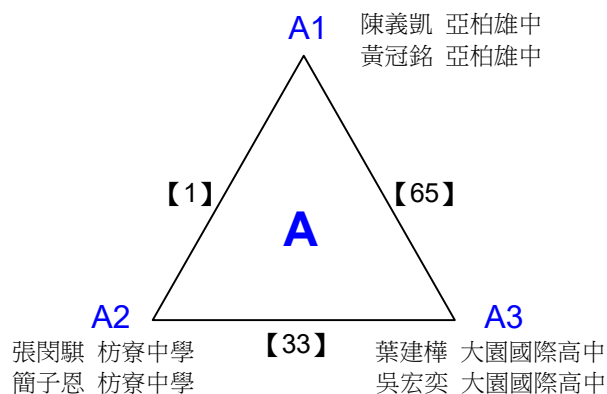 A1
陳義凱 亞柏雄中
黃冠銘 亞柏雄中
【1】
【65】
A
A2
A3
張閔騏 枋寮中學
簡子恩 枋寮中學
【33】
葉建樺 大園國際高中
吳宏奕 大園國際高中